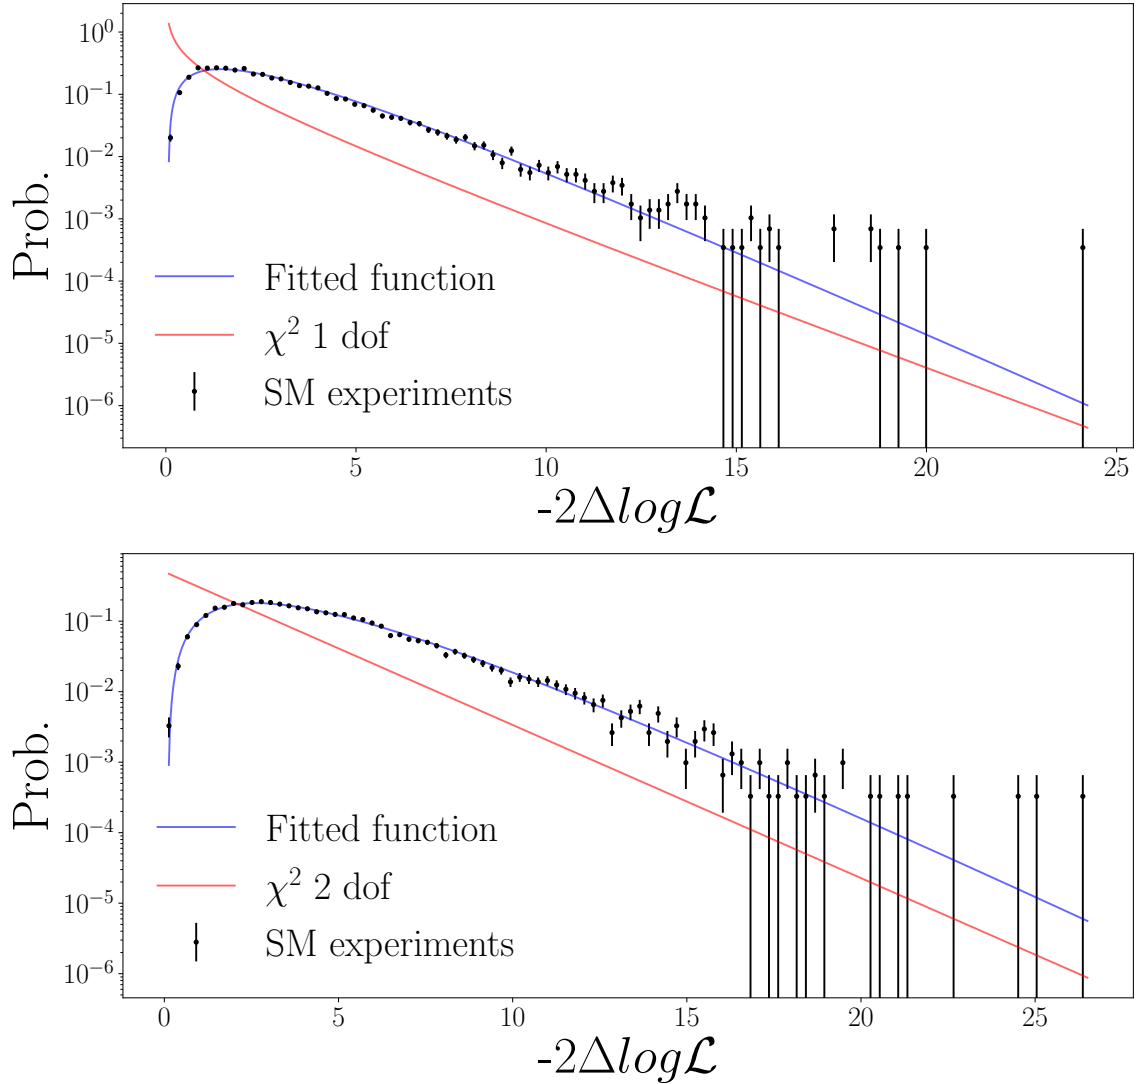 10⁰
10⁻¹
10⁻²
10⁻³
10⁻⁴
10⁻⁵
10⁻⁶
Prob.
Fitted function
χ² 1 dof
SM experiments
0 5 10 15 20 25
-2Δlogℒ
10⁻¹
10⁻²
10⁻³
10⁻⁴
10⁻⁵
10⁻⁶
Prob.
Fitted function
χ² 2 dof
SM experiments
0 5 10 15 20 25
-2Δlogℒ